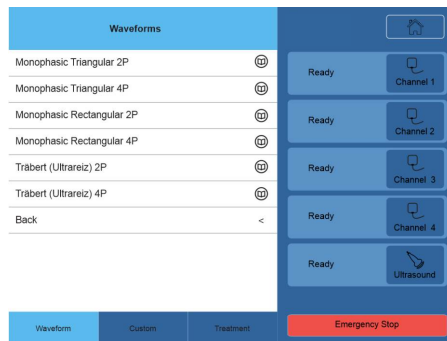 Waveforms
Monophasic Triangular 2P
Monophasic Triangular 4P
Monophasic Rectangular 2P
Monophasic Rectangular 4P
Träbert (Ultrareiz) 2P
Träbert (Ultrareiz) 4P
Back <
Waveform Custom Treatment
Ready Channel 1
Ready Channel 2
Ready Channel 3
Ready Channel 4
Ready Ultrasound
Emergency Stop